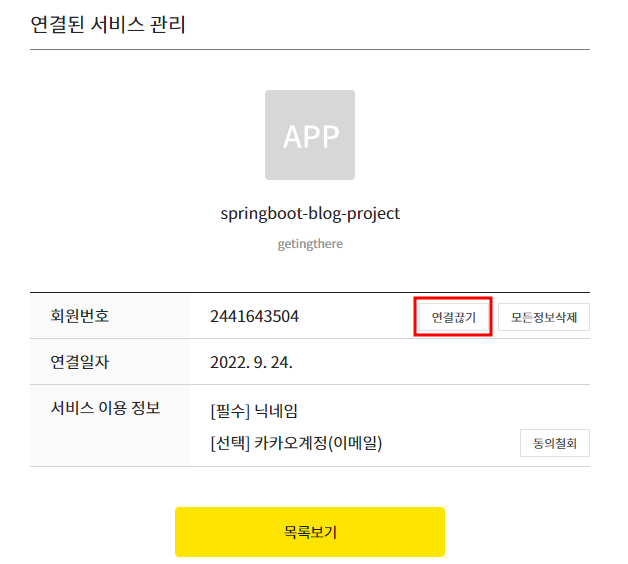 연결된 서비스 관리
APP
springboot-blog-project
getingthere
회원번호 2441643504 연결끊기 모든정보삭제
연결일자 2022. 9. 24.
서비스 이용 정보 [필수] 닉네임
[선택] 카카오계정(이메일) 동의철회
목록보기